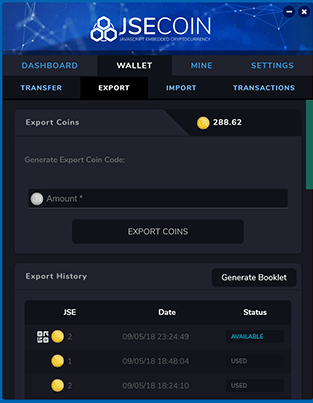 JSECOIN
JAVASCRIPT EMBEDDED CRYPTOCURRENCY
DASHBOARD WALLET MINE SETTINGS
TRANSFER EXPORT IMPORT TRANSACTIONS
Export Coins 288.62
Generate Export Coin Code:
Amount *
EXPORT COINS
Export History Generate Booklet
JSE Date Status
2 09/05/18 23:24:49 AVAILABLE
1 09/05/18 18:48:04 USED
2 09/05/18 18:24:10 USED